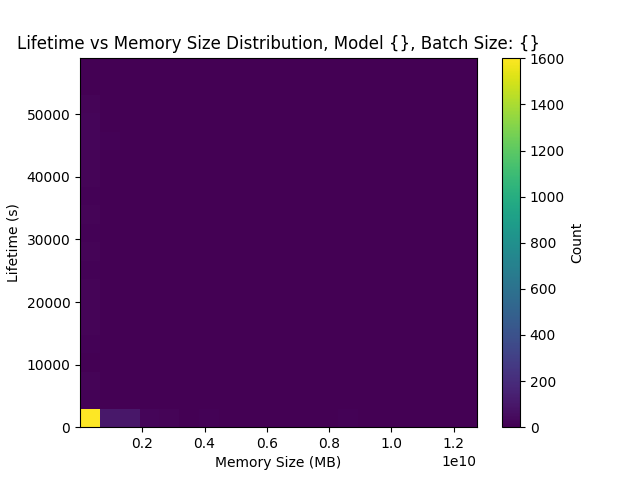 Lifetime vs Memory Size Distribution, Model {}, Batch Size: {}
Lifetime (s)
50000
40000
30000
20000
10000
0
0.2 0.4 0.6 0.8 1.0 1.2
1e10
Memory Size (MB)
1600
1400
1200
1000
800
600
400
200
0
Count